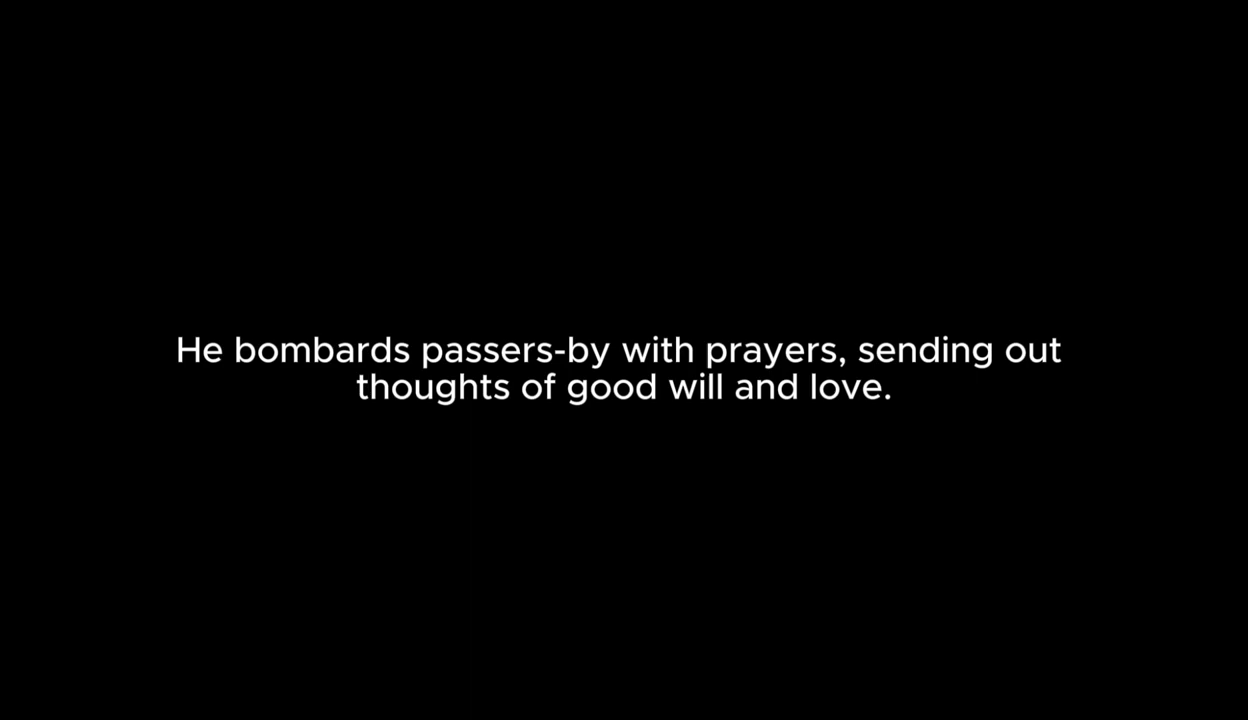 He bombards passers-by with prayers, sending out
thoughts of good will and love.